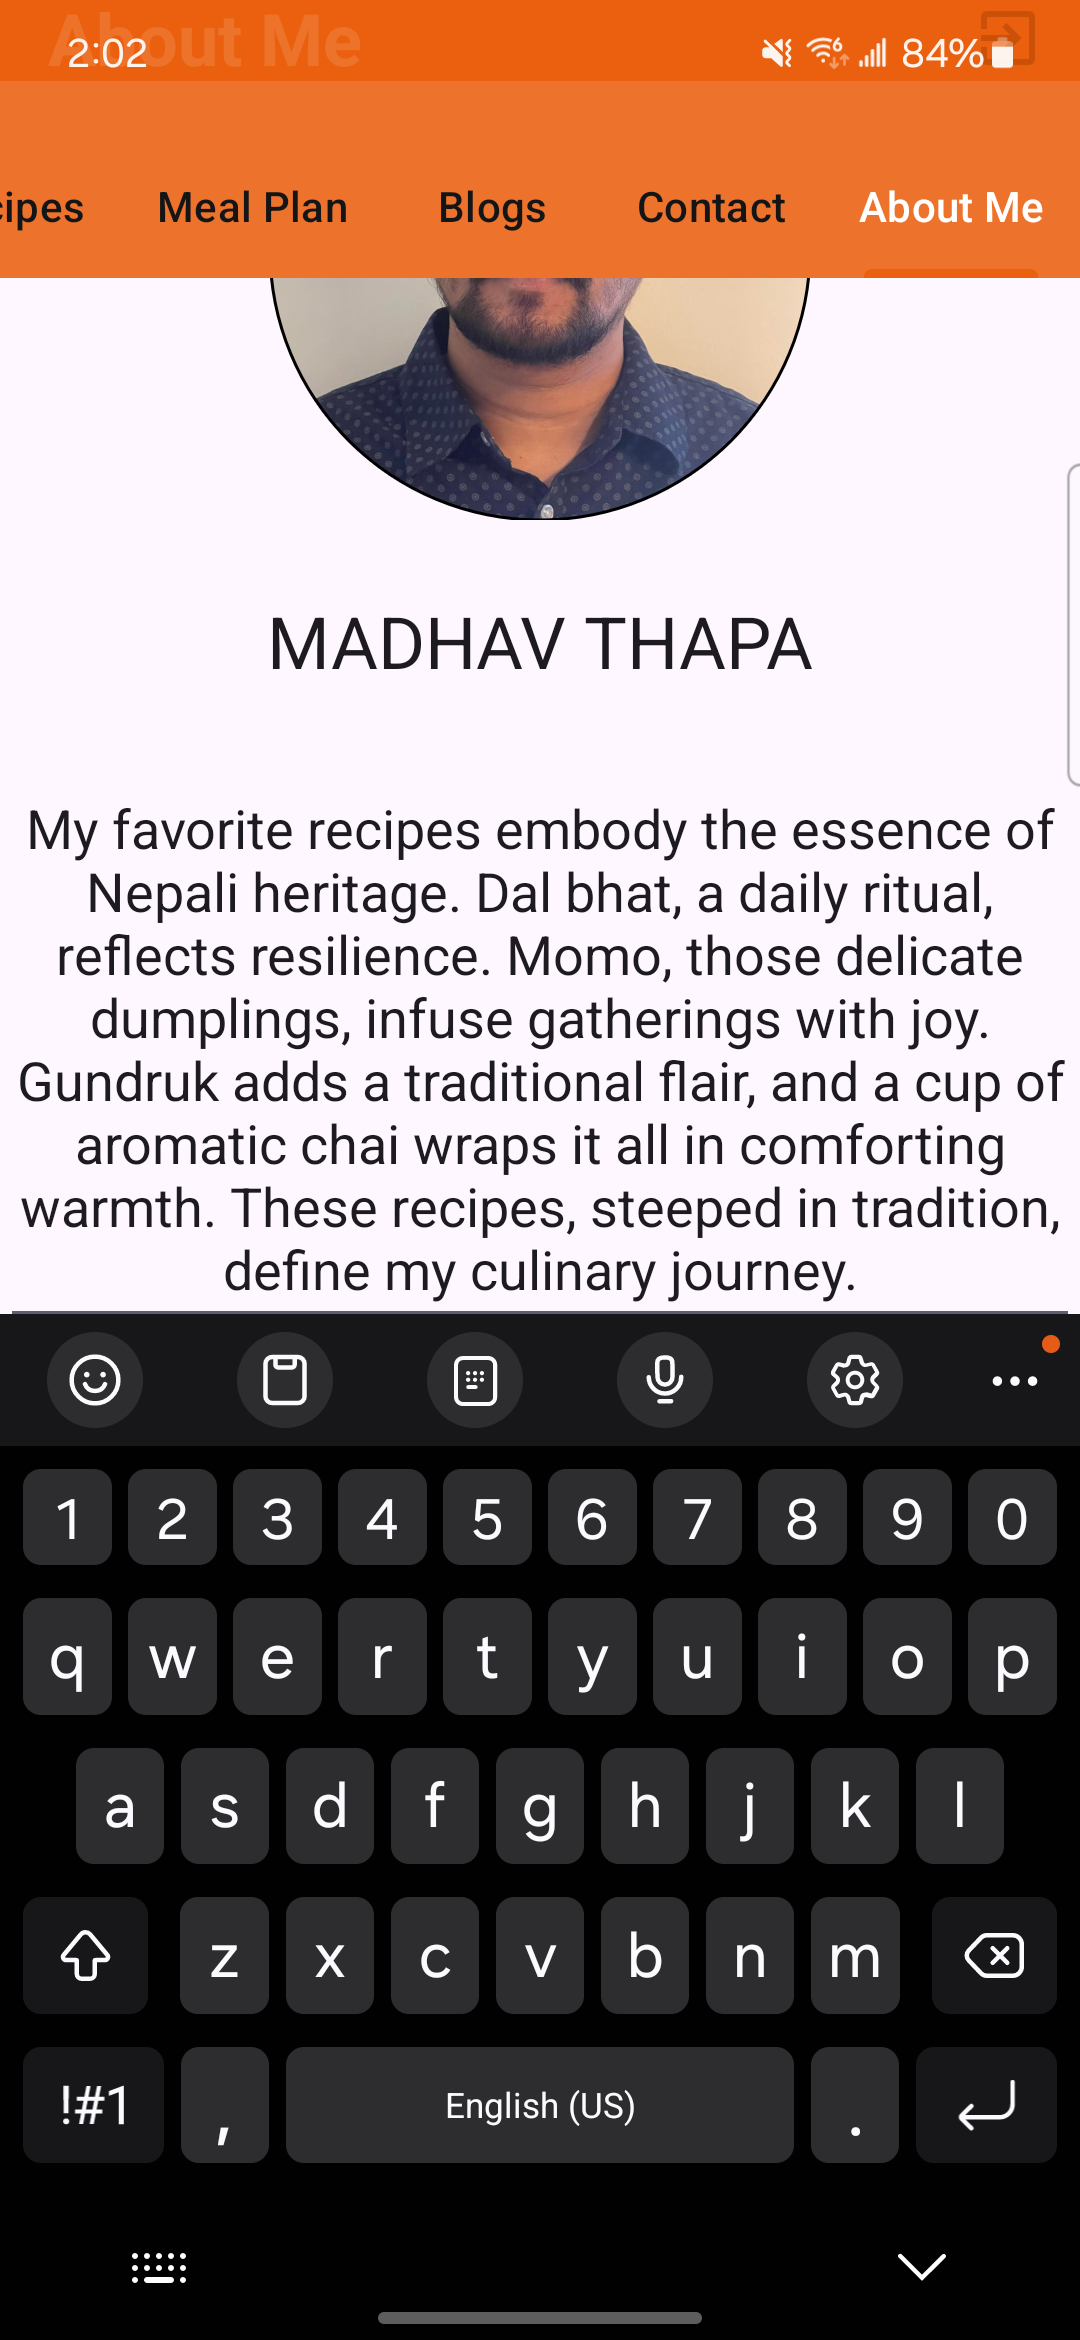 About Me
2:02
6
84%
cipes Meal Plan Blogs Contact About Me
MADHAV THAPA
My favorite recipes embody the essence of
Nepali heritage. Dal bhat, a daily ritual,
reflects resilience. Momo, those delicate
dumplings, infuse gatherings with joy.
Gundruk adds a traditional flair, and a cup of
aromatic chai wraps it all in comforting
warmth. These recipes, steeped in tradition,
define my culinary journey.
1 2 3 4 5 6 7 8 9 0
q w e r t y u i o p
a s d f g h j k l
z x c v b n m
!#1 , English (US) .